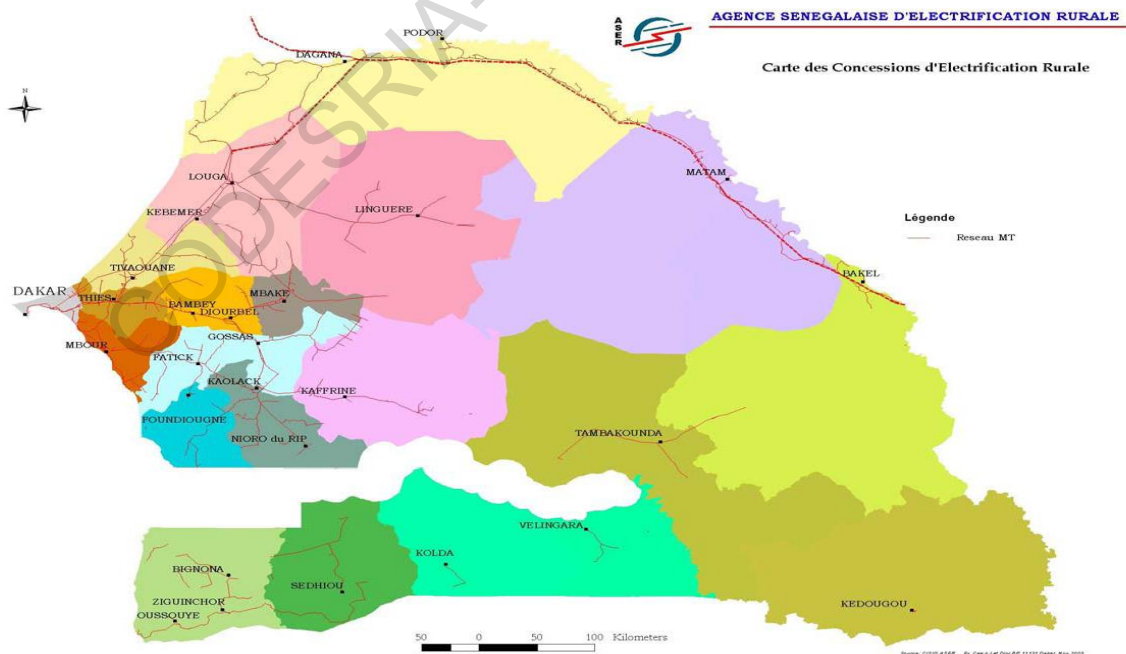 ASER
AGENCE SENEGALAISE D'ELECTRIFICATION RURALE
Carte des Concessions d'Electrification Rurale
N
PODOR
DAGANA
CODESRIA
LOUGA
MATAM
KEBEMER
LINGUERE
Légende
Reseau MT
TIVAOUANE
BAKEL
DAKAR
THIES
MBAKE
BAMBEY
DIOURBEL
GOSSAS
MBOUR
FATICK
KAOLACK
KAFFRINE
FOUNDIOUGNE
NIORO du RIP
TAMBAKOUNDA
VELINGARA
KOLDA
BIGNONA
SEDHIOU
ZIGUINCHOR
OUSSOUYE
KEDOUGOU
50 0 50 100 Kilometers